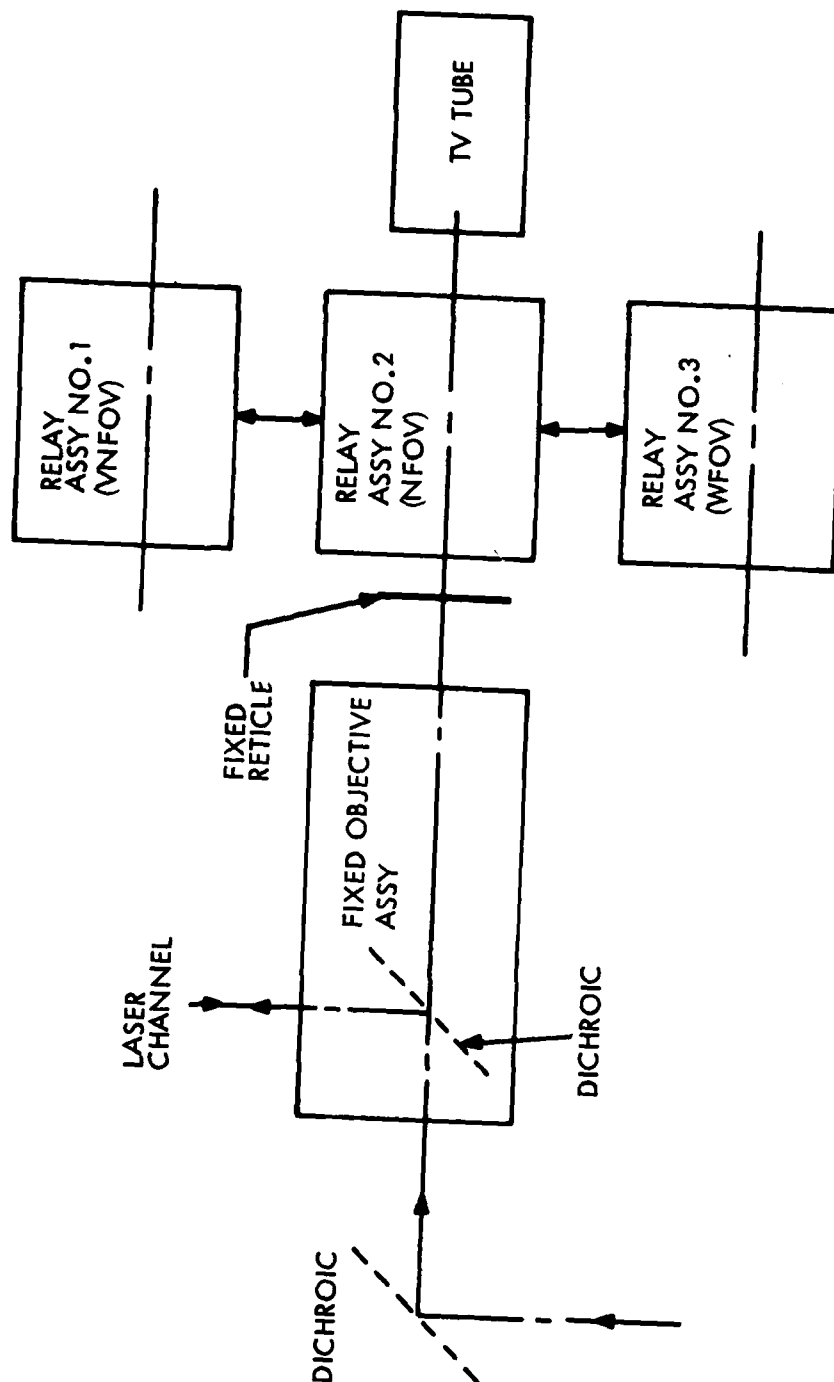 RELAY
ASSY NO.1
(VNFOV)
RELAY
ASSY NO.2
(NFOV)
TV TUBE
RELAY
ASSY NO.3
(WFOV)
FIXED
RETICLE
FIXED OBJECTIVE
ASSY
LASER
CHANNEL
DICHROIC
DICHROIC